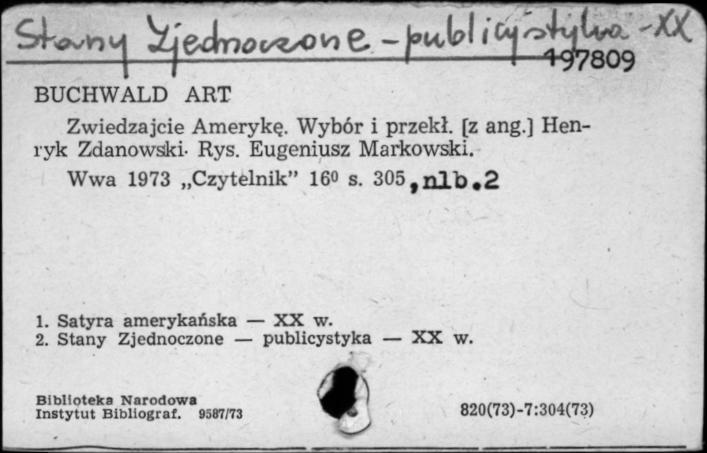 Stany Zjednoczone - publicystyka - XX
197809
BUCHWALD ART
Zwiedzajcie Amerykę. Wybór i przekł. [z ang.] Hen-
ryk Zdanowski. Rys. Eugeniusz Markowski.
Wwa 1973 „Czytelnik” 16⁰ s. 305, nlb. 2
1. Satyra amerykańska — XX w.
2. Stany Zjednoczone — publicystyka — XX w.
Biblioteka Narodowa
Instytut Bibliograf. 9587/73
820(73)-7:304(73)